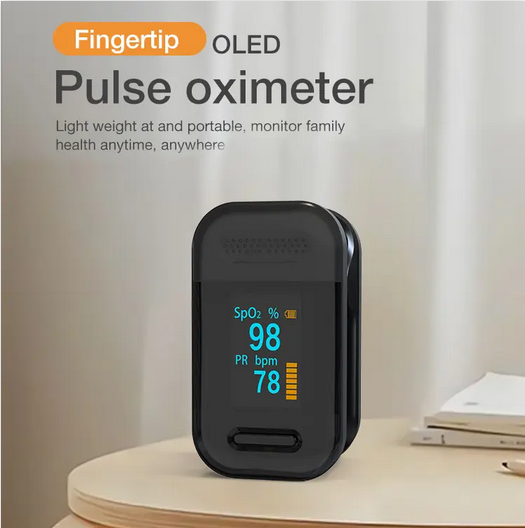 Fingertip OLED
Pulse oximeter
Light weight at and portable, monitor family
health anytime, anywhere
SpO₂ %
98
PR bpm
78